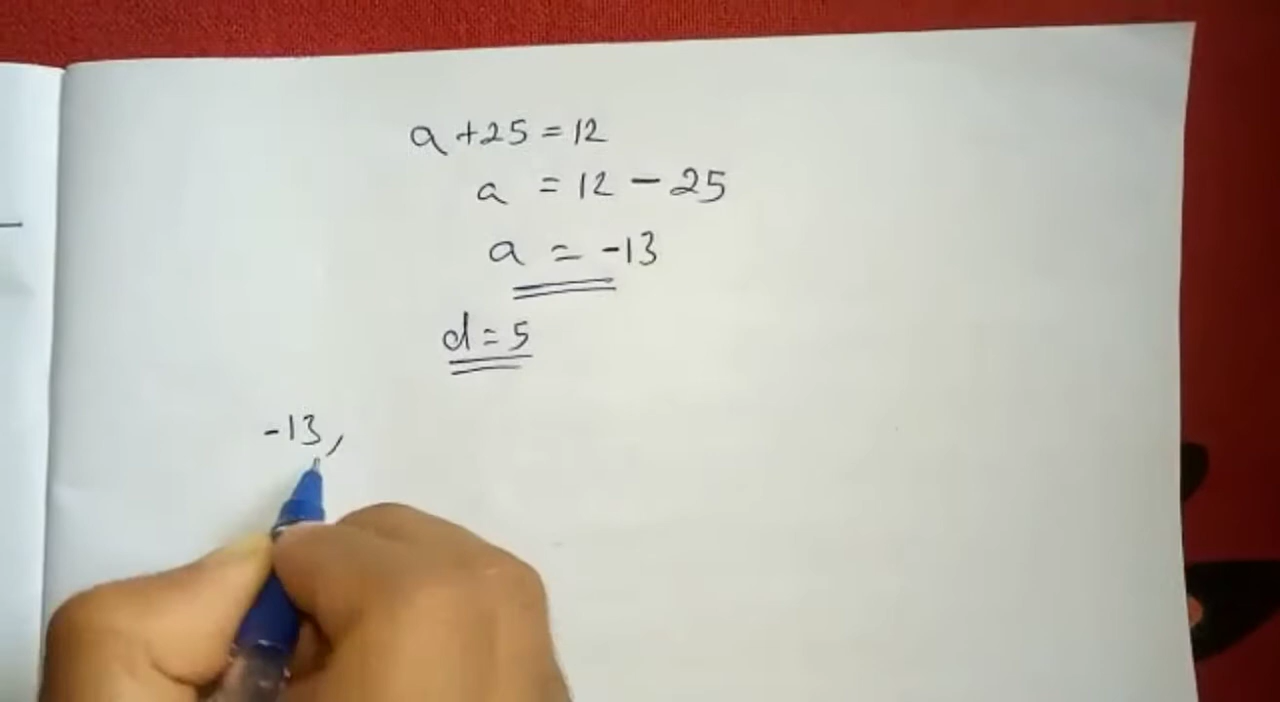 a +25 = 12
a = 12 - 25
a = -13
d = 5
-13,